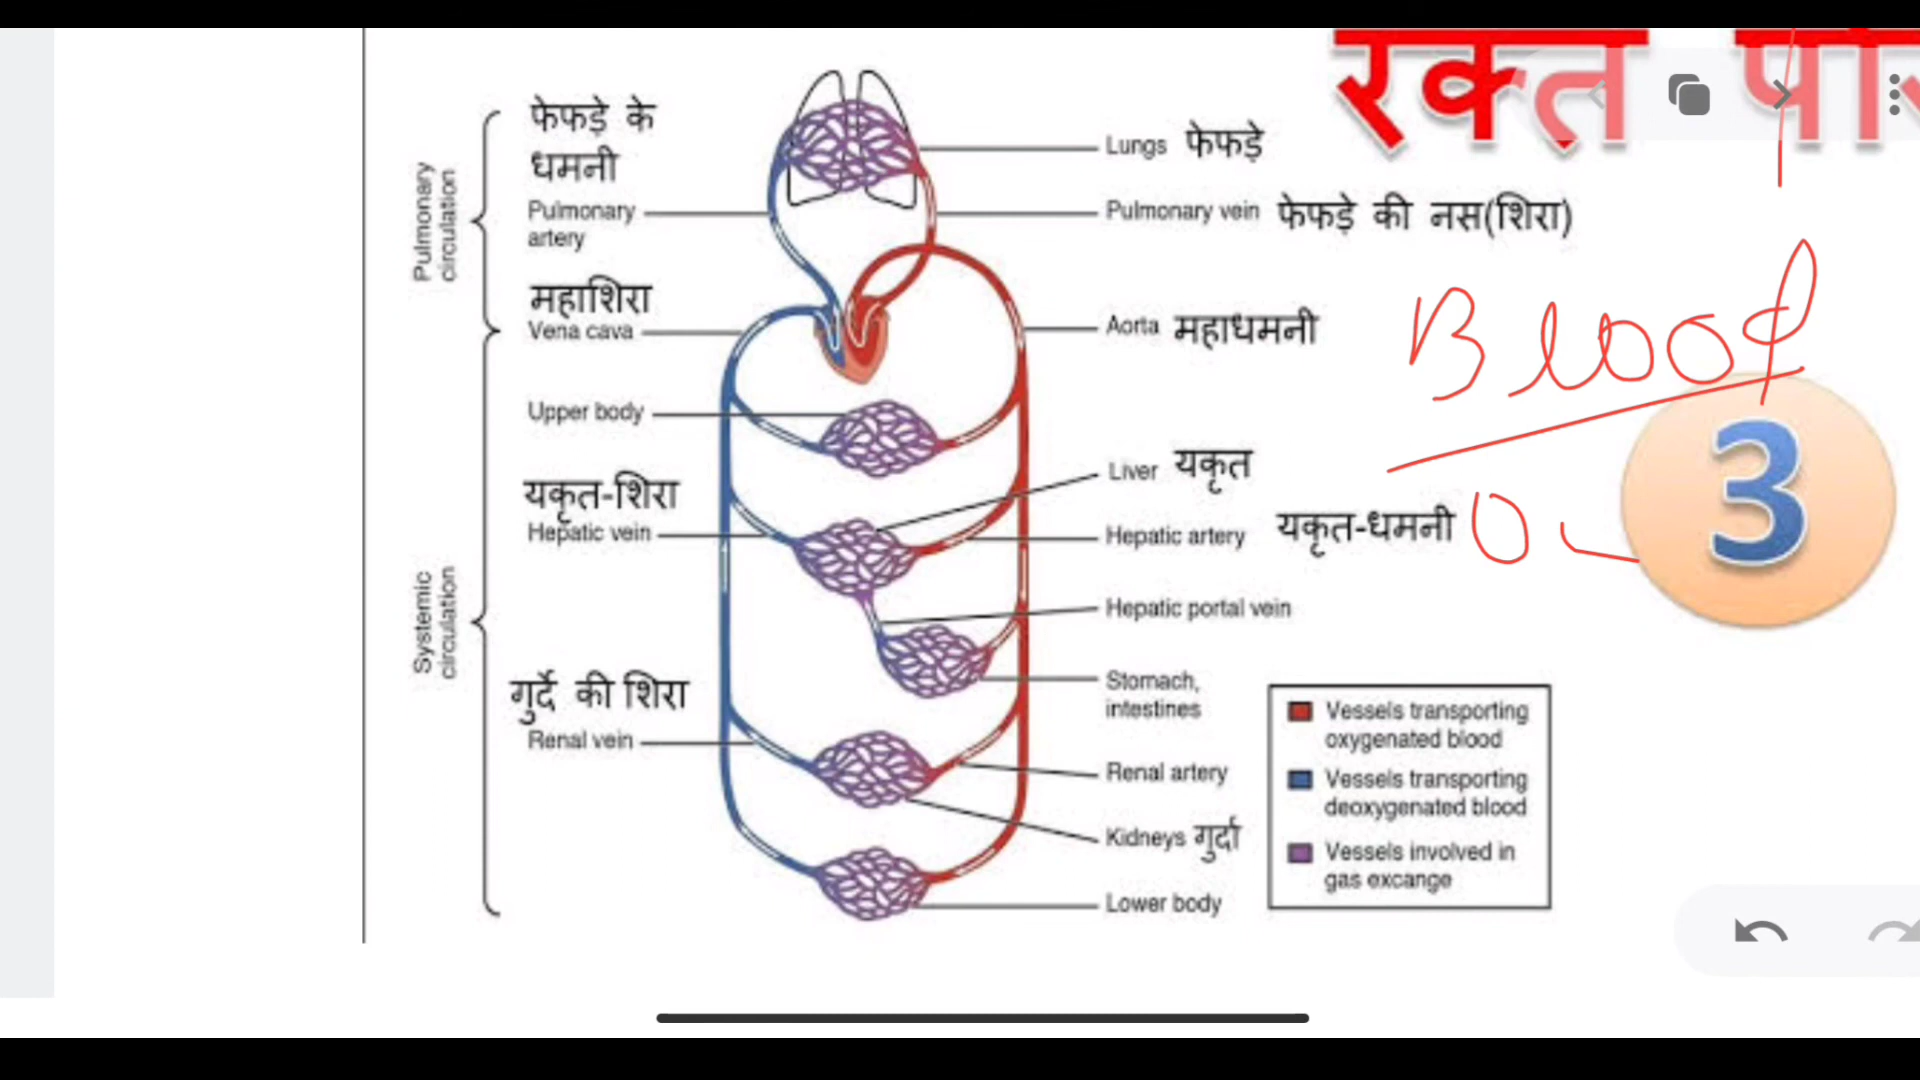 रक्त
फेफड़े के
धमनी
Pulmonary
artery
Pulmonary
circulation
महाशिरा
Vena cava
Upper body
यकृत-शिरा
Hepatic vein
Systemic
circulation
गुर्दे की शिरा
Renal vein
Lungs फेफड़े
Pulmonary vein फेफड़े की नस(शिरा)
Aorta महाधमनी
Liver यकृत
Hepatic artery यकृत-धमनी
Hepatic portal vein
Stomach,
intestines
Renal artery
Kidneys गुर्दा
Lower body
Blood
3
Vessels transporting
oxygenated blood
Vessels transporting
deoxygenated blood
Vessels involved in
gas excange